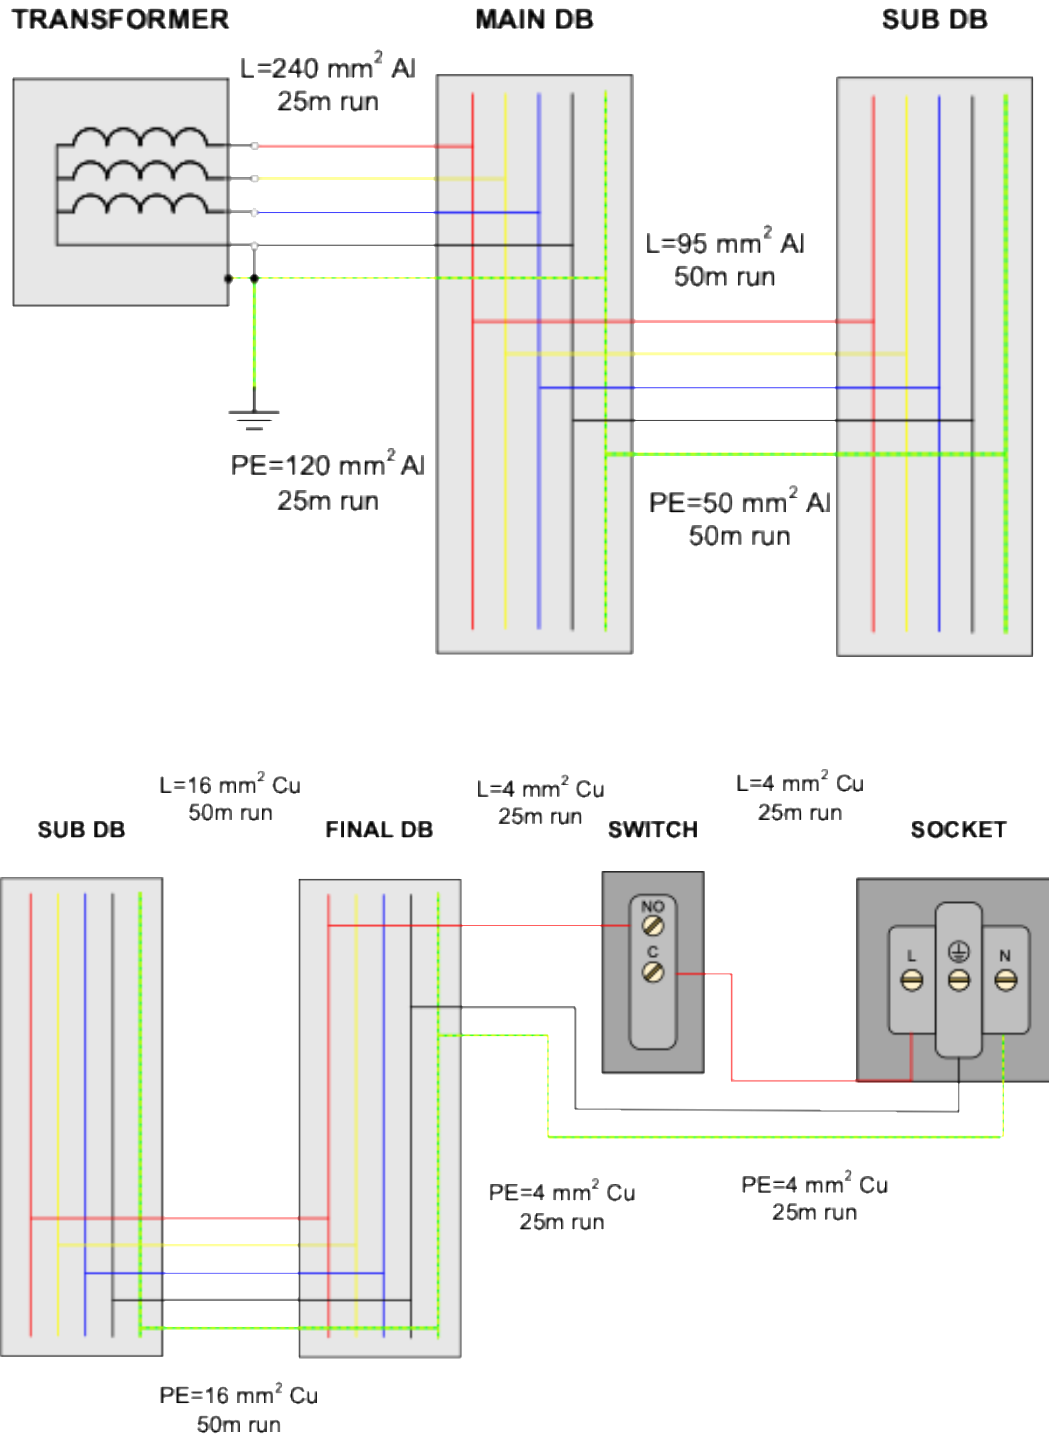 TRANSFORMER
MAIN DB
SUB DB
L=240 mm² Al
25m run
L=95 mm² Al
50m run
PE=120 mm² Al
25m run
PE=50 mm² Al
50m run
L=16 mm² Cu
50m run
L=4 mm² Cu
25m run
L=4 mm² Cu
25m run
SUB DB
FINAL DB
SWITCH
SOCKET
NO
C
L
N
PE=4 mm² Cu
25m run
PE=4 mm² Cu
25m run
PE=16 mm² Cu
50m run